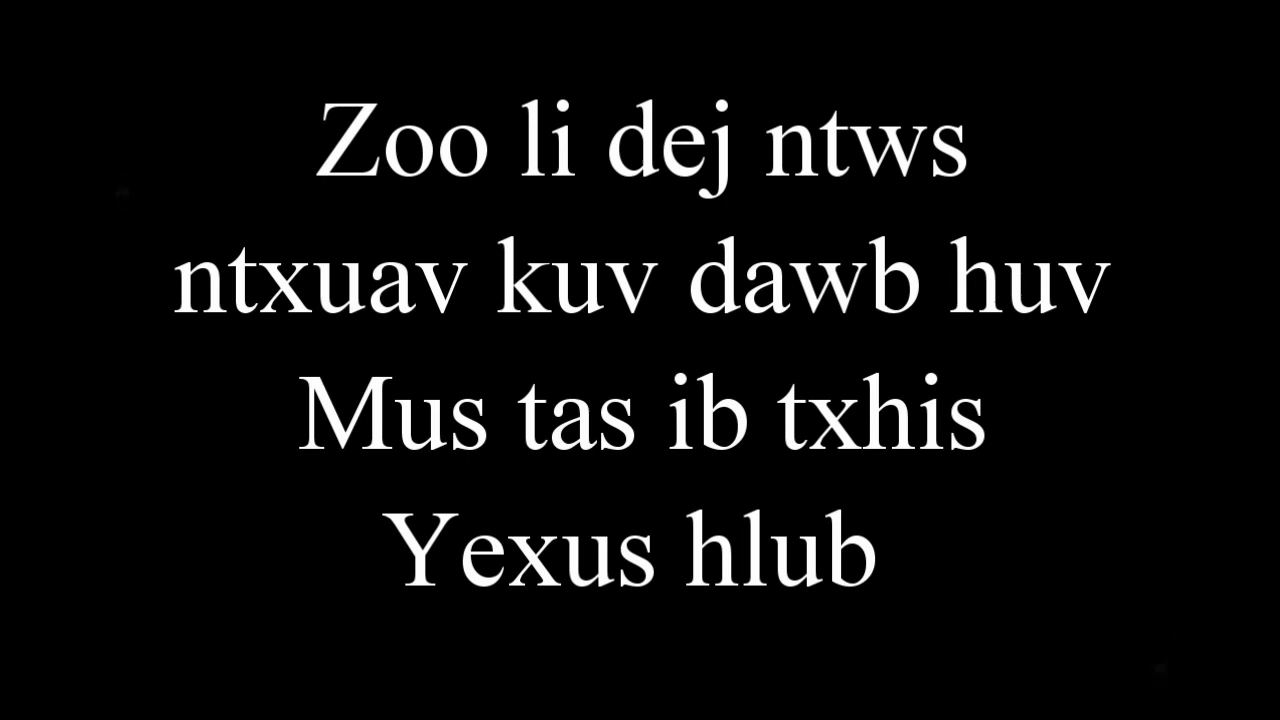 Zoo li dej ntws
ntxuav kuv dawb huv
Mus tas ib txhis
Yexus hlub